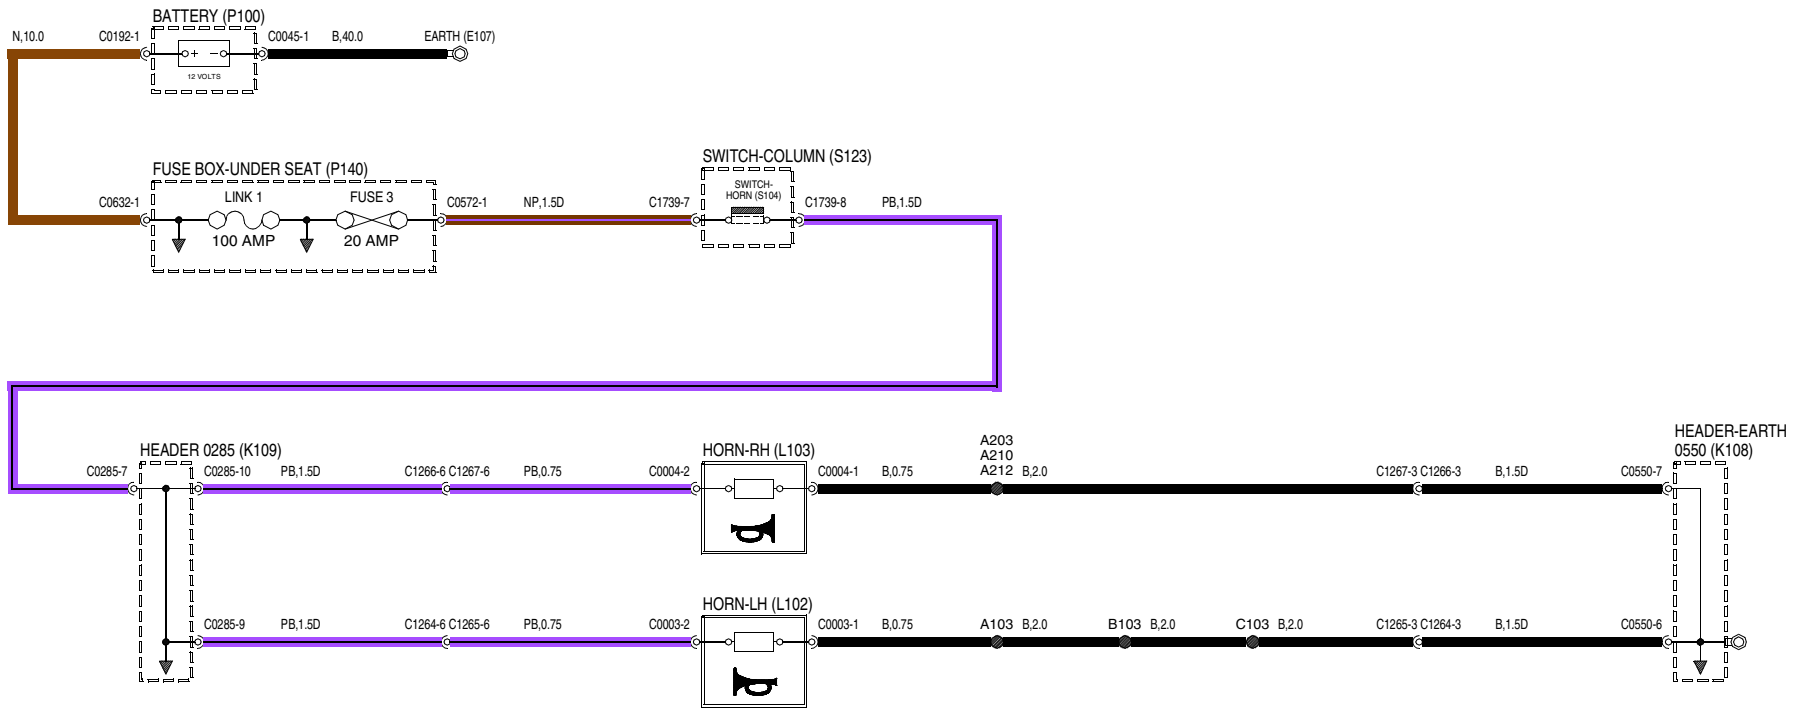 BATTERY (P100)
N,10.0 C0192-1 C0045-1 B,40.0 EARTH (E107)
+ −
12 VOLTS
SWITCH-COLUMN (S123)
FUSE BOX-UNDER SEAT (P140)
SWITCH-
HORN (S104)
LINK 1 FUSE 3
C0632-1 C0572-1 NP,1.5D C1739-7 C1739-8 PB,1.5D
100 AMP 20 AMP
HEADER-EARTH
0550 (K108)
HEADER 0285 (K109) HORN-RH (L103)
A203
A210
A212 B,2.0
C0285-7 C0285-10 PB,1.5D C1266-6 C1267-6 PB,0.75 C0004-2 C0004-1 B,0.75 C1267-3 C1266-3 B,1.5D C0550-7
HORN-LH (L102)
C0285-9 PB,1.5D C1264-6 C1265-6 PB,0.75 C0003-2 C0003-1 B,0.75 A103 B,2.0 B103 B,2.0 C103 B,2.0 C1265-3 C1264-3 B,1.5D C0550-6